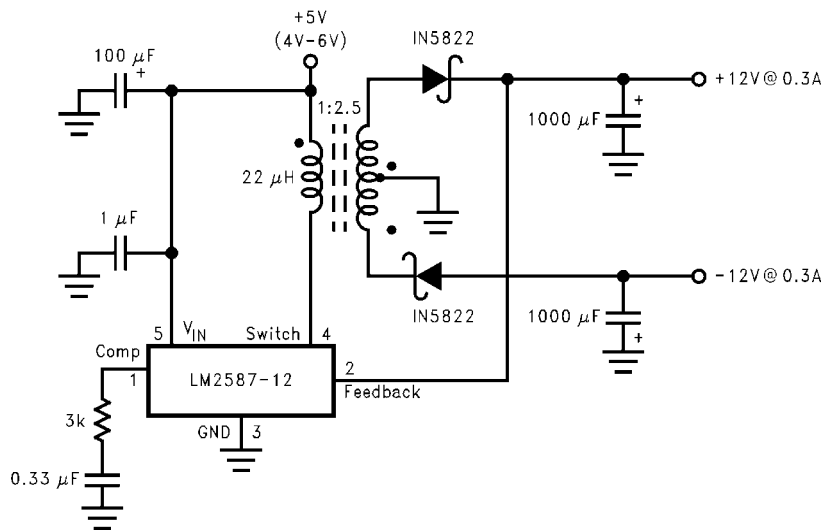 +5V
(4V-6V)
100 μF
+
IN5822
+12V@ 0.3A
1:2.5
+
1000 μF
22 μH
1 μF
-12V@ 0.3A
IN5822
1000 μF
+
5
VIN
Switch
4
Comp
1
LM2587-12
2
Feedback
3k
GND
3
0.33 μF